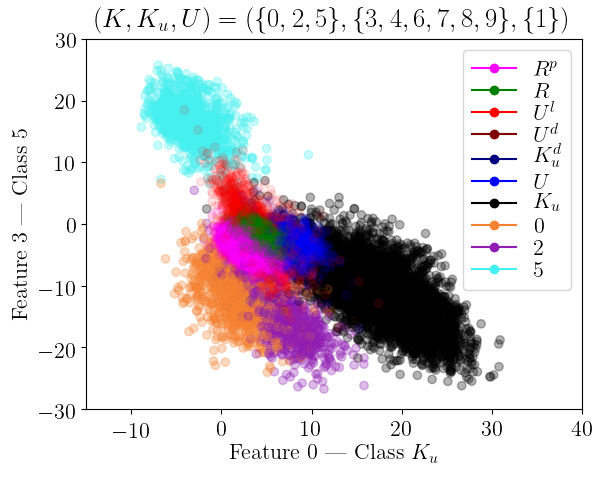 (K, K_u, U) = ({0, 2, 5}, {3, 4, 6, 7, 8, 9}, {1})
30
20
10
0
−10
−20
−30
Feature 3 — Class 5
R^p
R
U^l
U^d
K_u^d
U
K_u
0
2
5
−10
0
10
20
30
40
Feature 0 — Class K_u